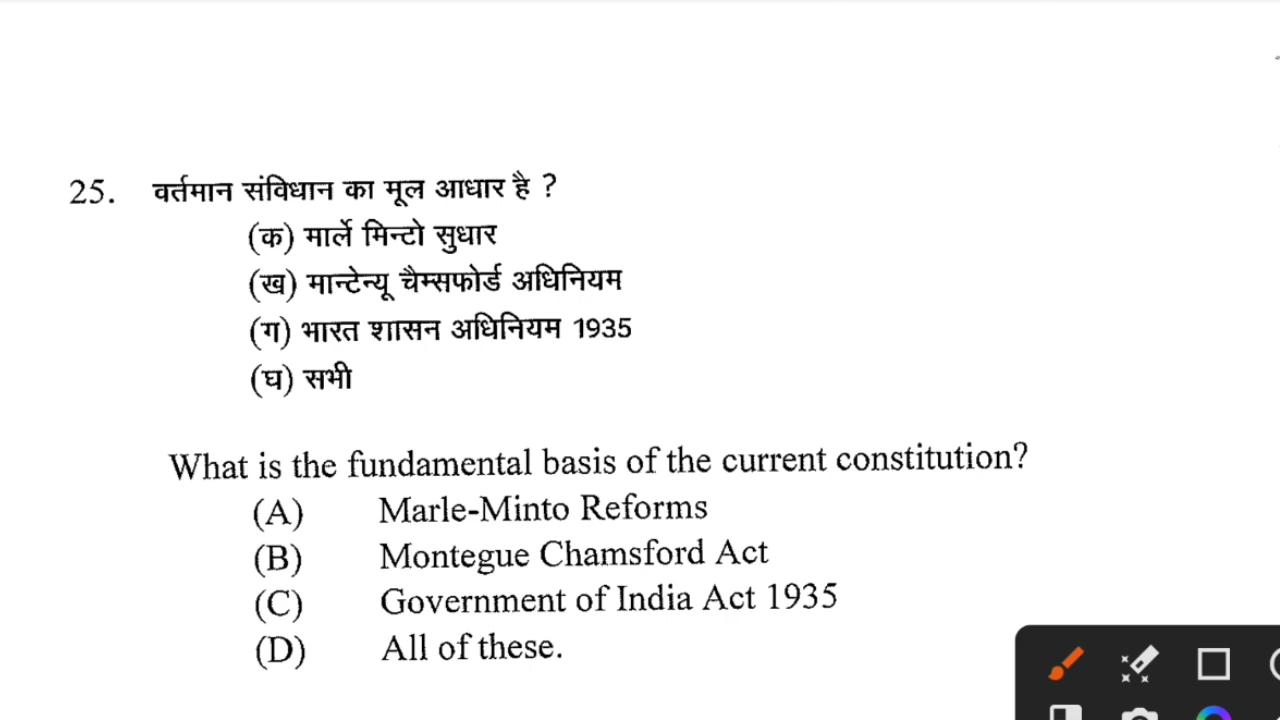 25. वर्तमान संविधान का मूल आधार है ?
(क) मार्ले मिन्टो सुधार
(ख) मान्टेन्यू चैम्सफोर्ड अधिनियम
(ग) भारत शासन अधिनियम 1935
(घ) सभी
What is the fundamental basis of the current constitution?
(A) Marle-Minto Reforms
(B) Montegue Chamsford Act
(C) Government of India Act 1935
(D) All of these.